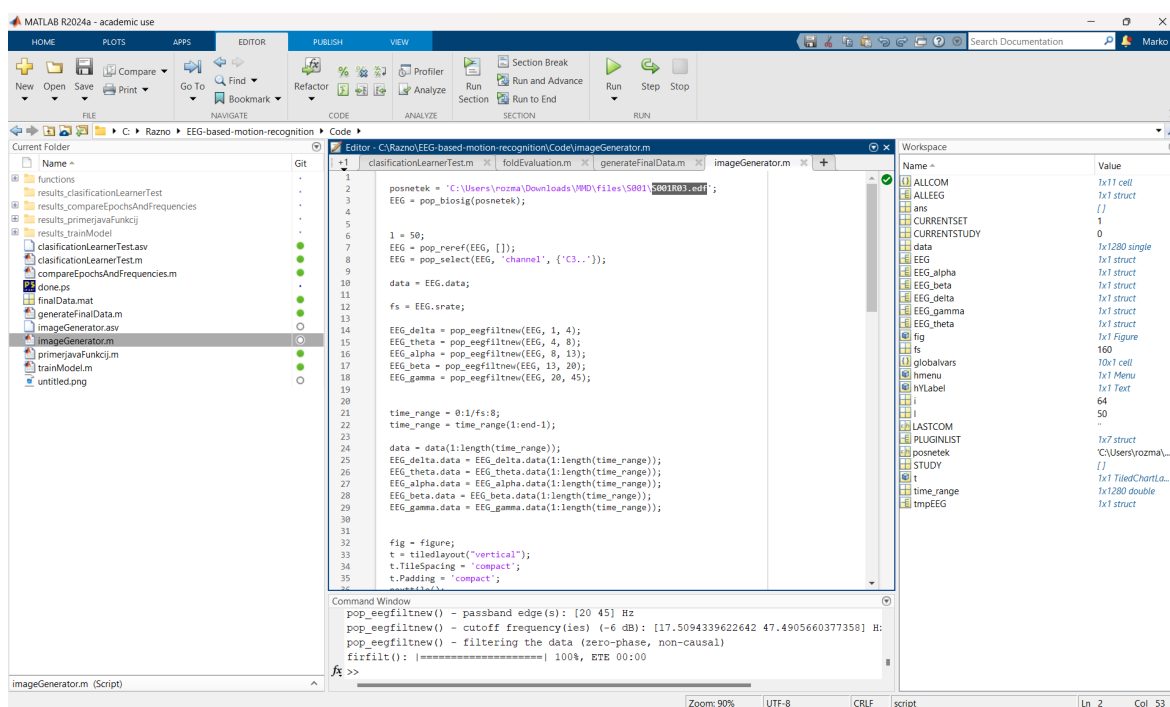 MATLAB R2024a - academic use
HOME PLOTS APPS EDITOR PUBLISH VIEW Search Documentation Marko
New Open Save Compare Print
Go To Find Bookmark
Refactor Profiler Analyze
Run Section Section Break Run and Advance Run to End
Run Step Stop
FILE NAVIGATE CODE ANALYZE SECTION RUN
C: Razno EEG-based-motion-recognition Code
Current Folder
Name Git
functions
results_clasificationLearnerTest
results_compareEpochsAndFrequencies
results_primerjavaFunkcij
results_trainModel
clasificationLearnerTest.asv
clasificationLearnerTest.m
compareEpochsAndFrequencies.m
done.ps
finalData.mat
generateFinalData.m
imageGenerator.asv
imageGenerator.m
primerjavaFunkcij.m
trainModel.m
untitled.png
imageGenerator.m (Script)
Editor - C:\Razno\EEG-based-motion-recognition\Code\imageGenerator.m
+1 clasificationLearnerTest.m foldEvaluation.m generateFinalData.m imageGenerator.m +
1
2 posnetek = 'C:\Users\rozma\Downloads\MMD\files\S001\S001R03.edf';
3 EEG = pop_biosig(posnetek);
4
5
6 l = 50;
7 EEG = pop_reref(EEG, []);
8 EEG = pop_select(EEG, 'channel', {'C3..'});
9
10 data = EEG.data;
11
12 fs = EEG.srate;
13
14 EEG_delta = pop_eegfiltnew(EEG, 1, 4);
15 EEG_theta = pop_eegfiltnew(EEG, 4, 8);
16 EEG_alpha = pop_eegfiltnew(EEG, 8, 13);
17 EEG_beta = pop_eegfiltnew(EEG, 13, 20);
18 EEG_gamma = pop_eegfiltnew(EEG, 20, 45);
19
20
21 time_range = 0:1/fs:8;
22 time_range = time_range(1:end-1);
23
24 data = data(1:length(time_range));
25 EEG_delta.data = EEG_delta.data(1:length(time_range));
26 EEG_theta.data = EEG_theta.data(1:length(time_range));
27 EEG_alpha.data = EEG_alpha.data(1:length(time_range));
28 EEG_beta.data = EEG_beta.data(1:length(time_range));
29 EEG_gamma.data = EEG_gamma.data(1:length(time_range));
30
31
32 fig = figure;
33 t = tiledlayout("vertical");
34 t.TileSpacing = 'compact';
35 t.Padding = 'compact';
Command Window
pop_eegfiltnew() - passband edge(s): [20 45] Hz
pop_eegfiltnew() - cutoff frequency(ies) (-6 dB): [17.5094339622642 47.4905660377358] Hz
pop_eegfiltnew() - filtering the data (zero-phase, non-causal)
firfilt(): |====================| 100%, ETE 00:00
fx >>
Workspace
Name Value
ALLCOM 1x11 cell
ALLEEG 1x1 struct
ans []
CURRENTSET 1
CURRENTSTUDY 0
data 1x1280 single
EEG 1x1 struct
EEG_alpha 1x1 struct
EEG_beta 1x1 struct
EEG_delta 1x1 struct
EEG_gamma 1x1 struct
EEG_theta 1x1 struct
fig 1x1 Figure
fs 160
globalvars 10x1 cell
hmenu 1x1 Menu
hYLabel 1x1 Text
i 64
l 50
LASTCOM ''
PLUGINLIST 1x7 struct
posnetek 'C:\Users\rozma\...
STUDY []
t 1x1 TiledChartLa...
time_range 1x1280 double
tmpEEG 1x1 struct
Zoom: 90% UTF-8 CRLF script Ln 2 Col 53